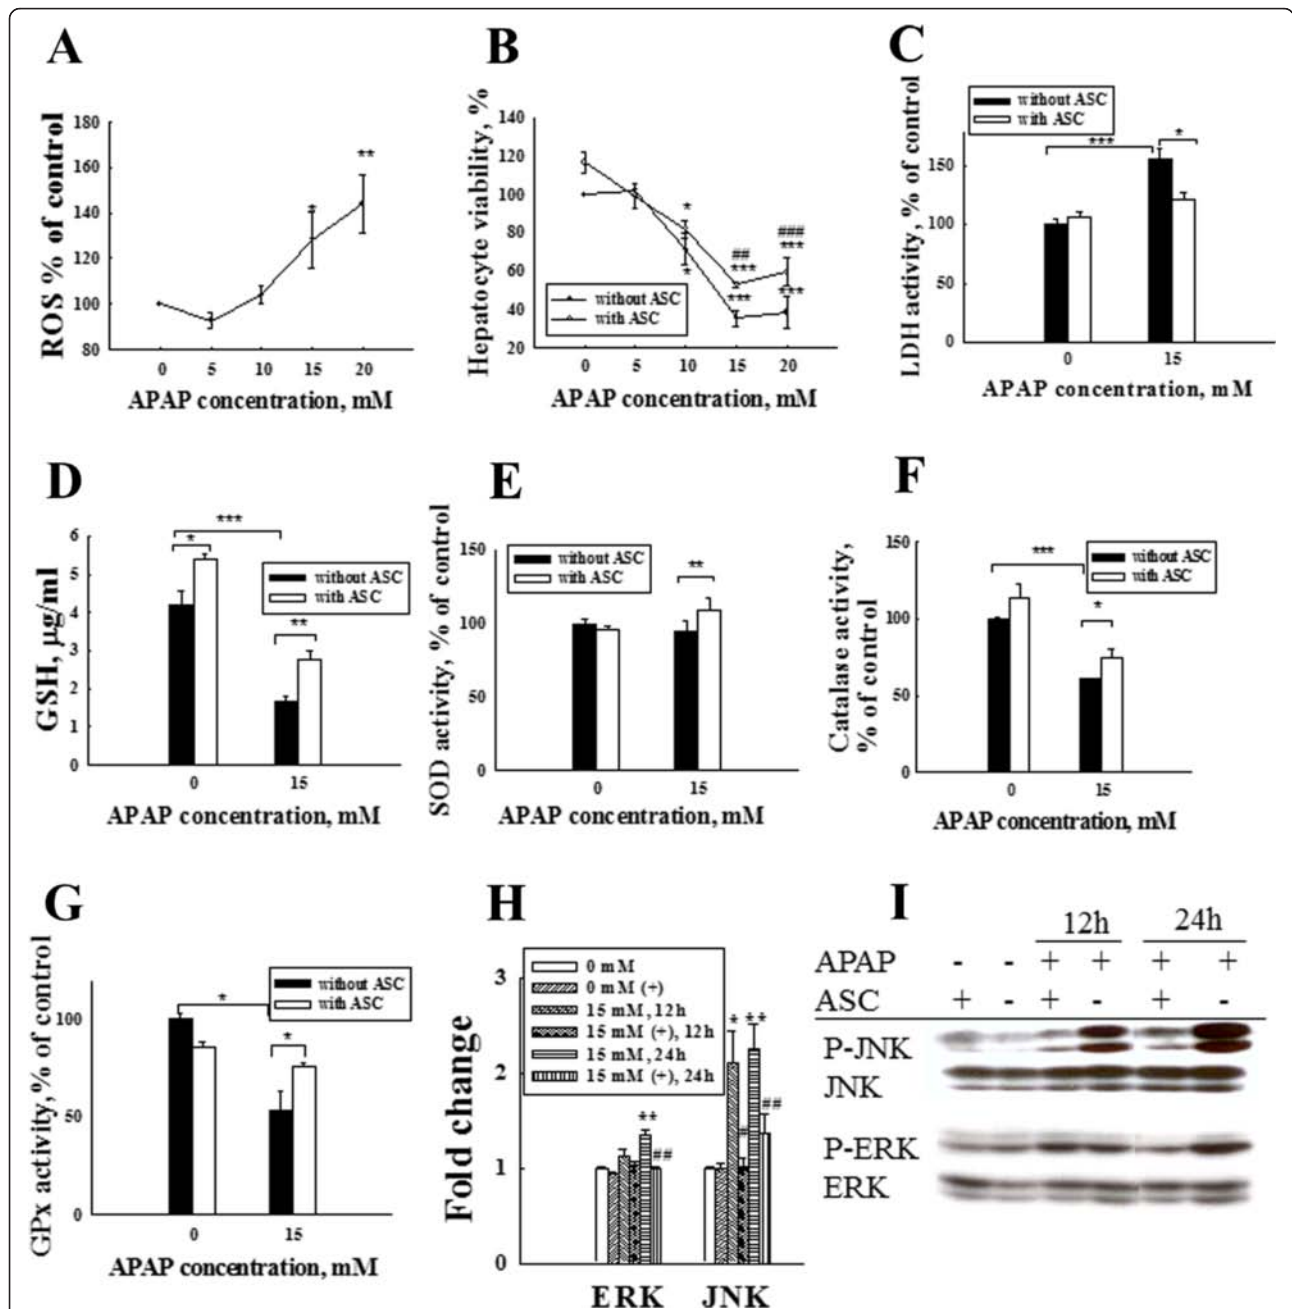 A
ROS % of control
180
160
140
120
100
80
**
*
0 5 10 15 20
APAP concentration, mM
B
Hepatocyte viability, %
140
120
100
80
60
40
20
*
*
##
***
***
###
***
***
without ASC
with ASC
0 5 10 15 20
APAP concentration, mM
C
LDH activity, % of control
150
100
50
0
without ASC
with ASC
***
*
0 15
APAP concentration, mM
D
GSH, µg/ml
6
5
4
3
2
1
0
***
*
**
without ASC
with ASC
0 15
APAP concentration, mM
E
SOD activity, % of control
150
100
50
0
without ASC
with ASC
**
0 15
APAP concentration, mM
F
Catalase activity,
% of control
150
100
50
0
***
*
without ASC
with ASC
0 15
APAP concentration, mM
G
GPx activity, % of control
100
50
0
*
*
without ASC
with ASC
0 15
APAP concentration, mM
H
Fold change
3
2
1
0
0 mM
0 mM (+)
15 mM, 12h
15 mM (+), 12h
15 mM, 24h
15 mM (+), 24h
**
##
*
#
**
##
ERK JNK
I
12h 24h
APAP - - + + + +
ASC + - + - + -
P-JNK
JNK
P-ERK
ERK